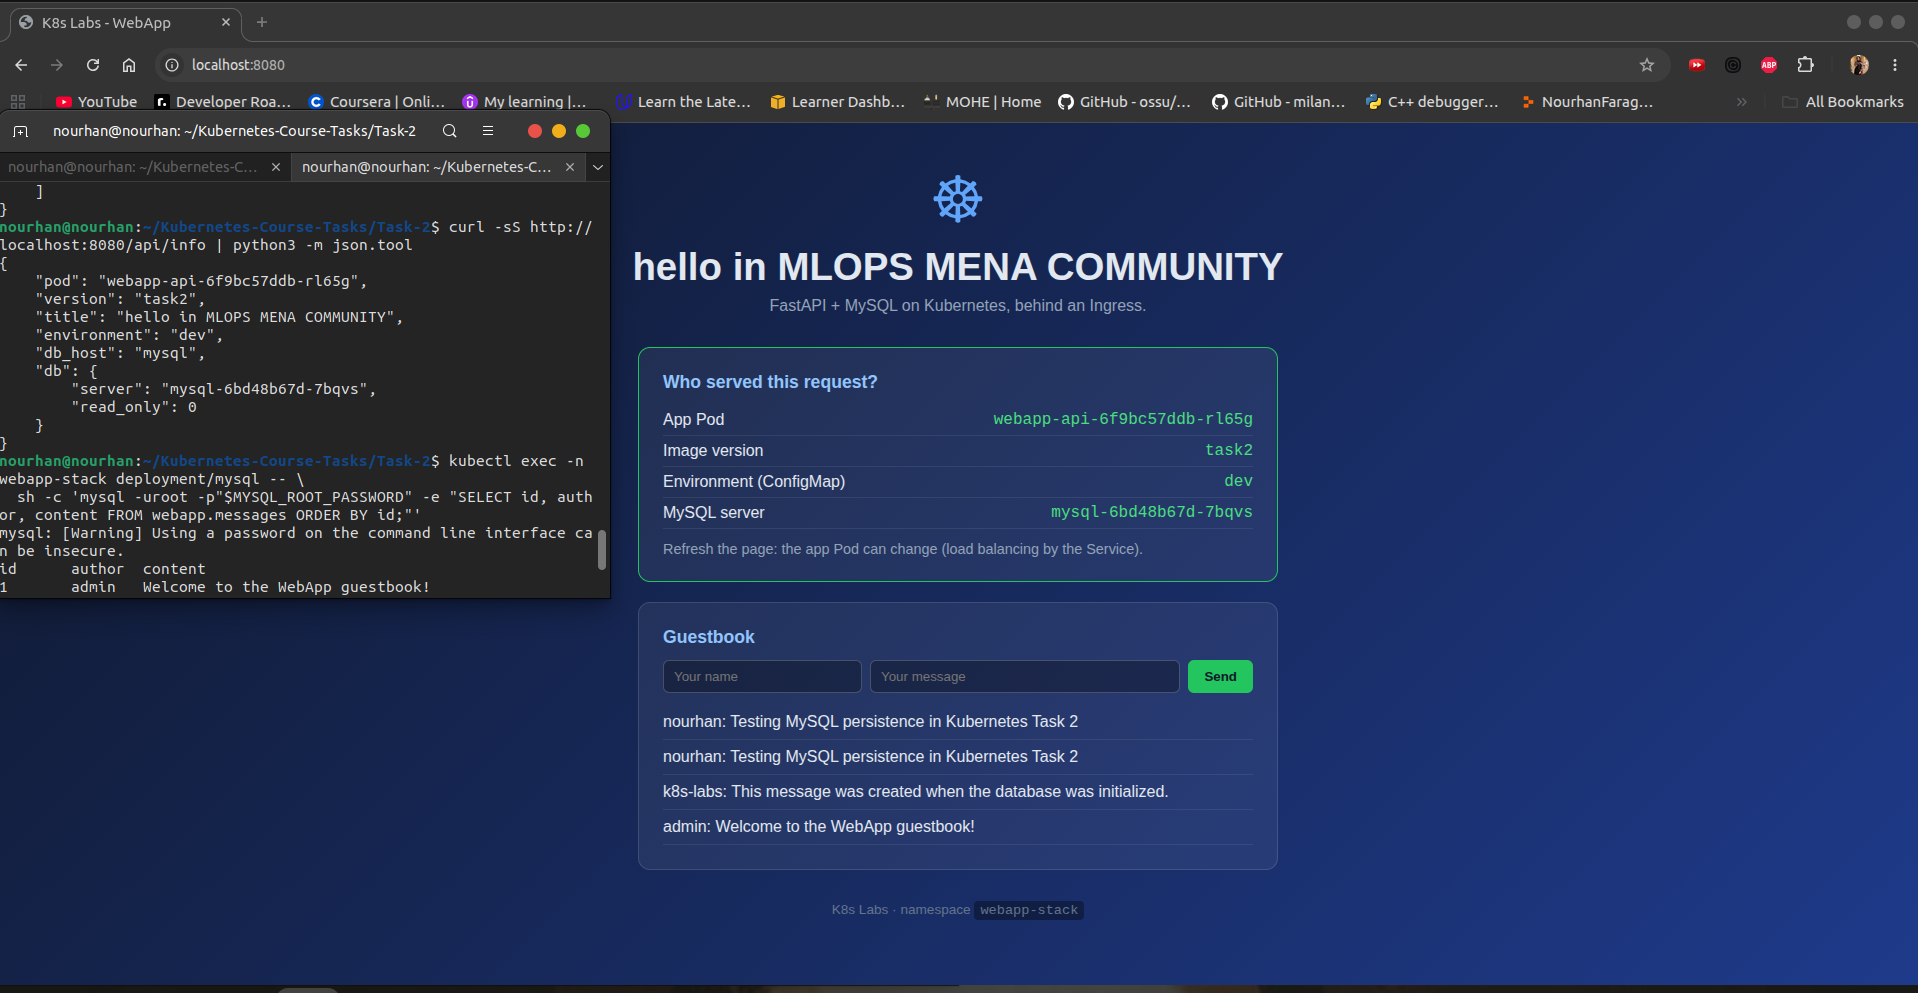 K8s Labs - WebApp
localhost:8080
ABP
YouTube
Developer Roa...
Coursera | Onli...
My learning |...
Learn the Late...
Learner Dashb...
MOHE | Home
GitHub - ossu/...
GitHub - milan...
C++ debugger...
NourhanFarag...
All Bookmarks
nourhan@nourhan: ~/Kubernetes-Course-Tasks/Task-2
nourhan@nourhan: ~/Kubernetes-C...
nourhan@nourhan: ~/Kubernetes-C...
]
}
nourhan@nourhan:~/Kubernetes-Course-Tasks/Task-2$ curl -sS http://
localhost:8080/api/info | python3 -m json.tool
{
"pod": "webapp-api-6f9bc57ddb-rl65g",
"version": "task2",
"title": "hello in MLOPS MENA COMMUNITY",
"environment": "dev",
"db_host": "mysql",
"db": {
"server": "mysql-6bd48b67d-7bqvs",
"read_only": 0
}
}
nourhan@nourhan:~/Kubernetes-Course-Tasks/Task-2$ kubectl exec -n
webapp-stack deployment/mysql -- \
sh -c 'mysql -uroot -p"$MYSQL_ROOT_PASSWORD" -e "SELECT id, auth
or, content FROM webapp.messages ORDER BY id;"'
mysql: [Warning] Using a password on the command line interface ca
n be insecure.
id author content
1 admin Welcome to the WebApp guestbook!
hello in MLOPS MENA COMMUNITY
FastAPI + MySQL on Kubernetes, behind an Ingress.
Who served this request?
App Pod webapp-api-6f9bc57ddb-rl65g
Image version task2
Environment (ConfigMap) dev
MySQL server mysql-6bd48b67d-7bqvs
Refresh the page: the app Pod can change (load balancing by the Service).
Guestbook
Your name Your message Send
nourhan: Testing MySQL persistence in Kubernetes Task 2
nourhan: Testing MySQL persistence in Kubernetes Task 2
k8s-labs: This message was created when the database was initialized.
admin: Welcome to the WebApp guestbook!
K8s Labs · namespace webapp-stack